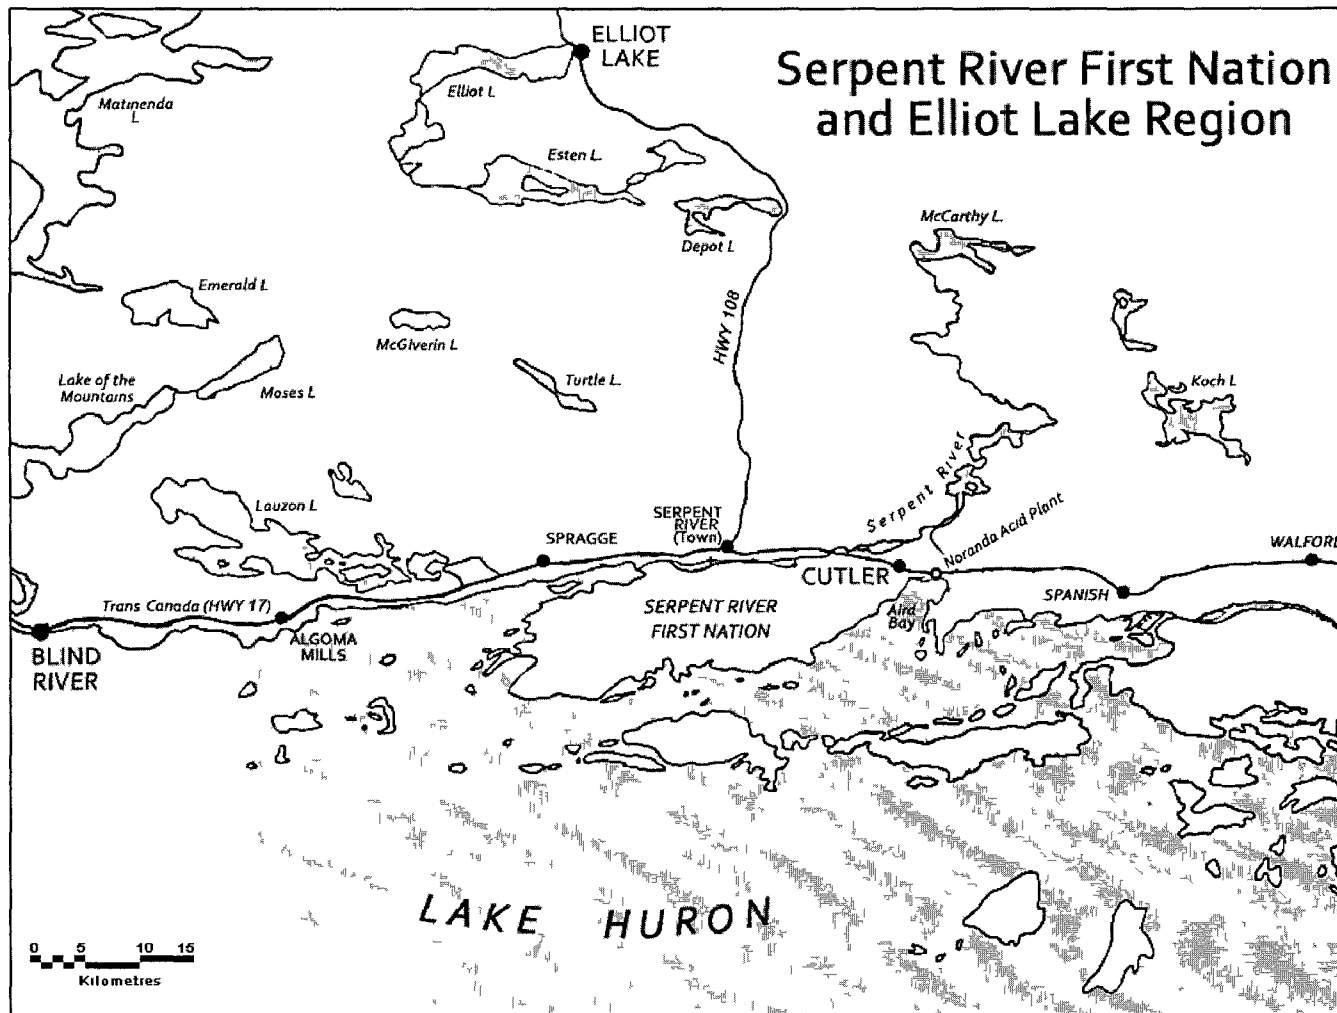 ELLIOT
LAKE
Serpent River First Nation
and Elliot Lake Region
Matinenda
L
Elliot L
Esten L.
Depot L
McCarthy L.
Emerald L
McGiverin L
HWY 108
Lake of the
Mountains
Moses L
Turtle L.
Koch L
Serpent River
Lauzon L
SERPENT
RIVER
(Town)
SPRAGGE
Noranda Acid Plant
WALFORD
CUTLER
SPANISH
Trans Canada (HWY 17)
SERPENT RIVER
FIRST NATION
Aird
Bay
ALGOMA
MILLS
BLIND
RIVER
LAKE HURON
0 5 10 15
Kilometres